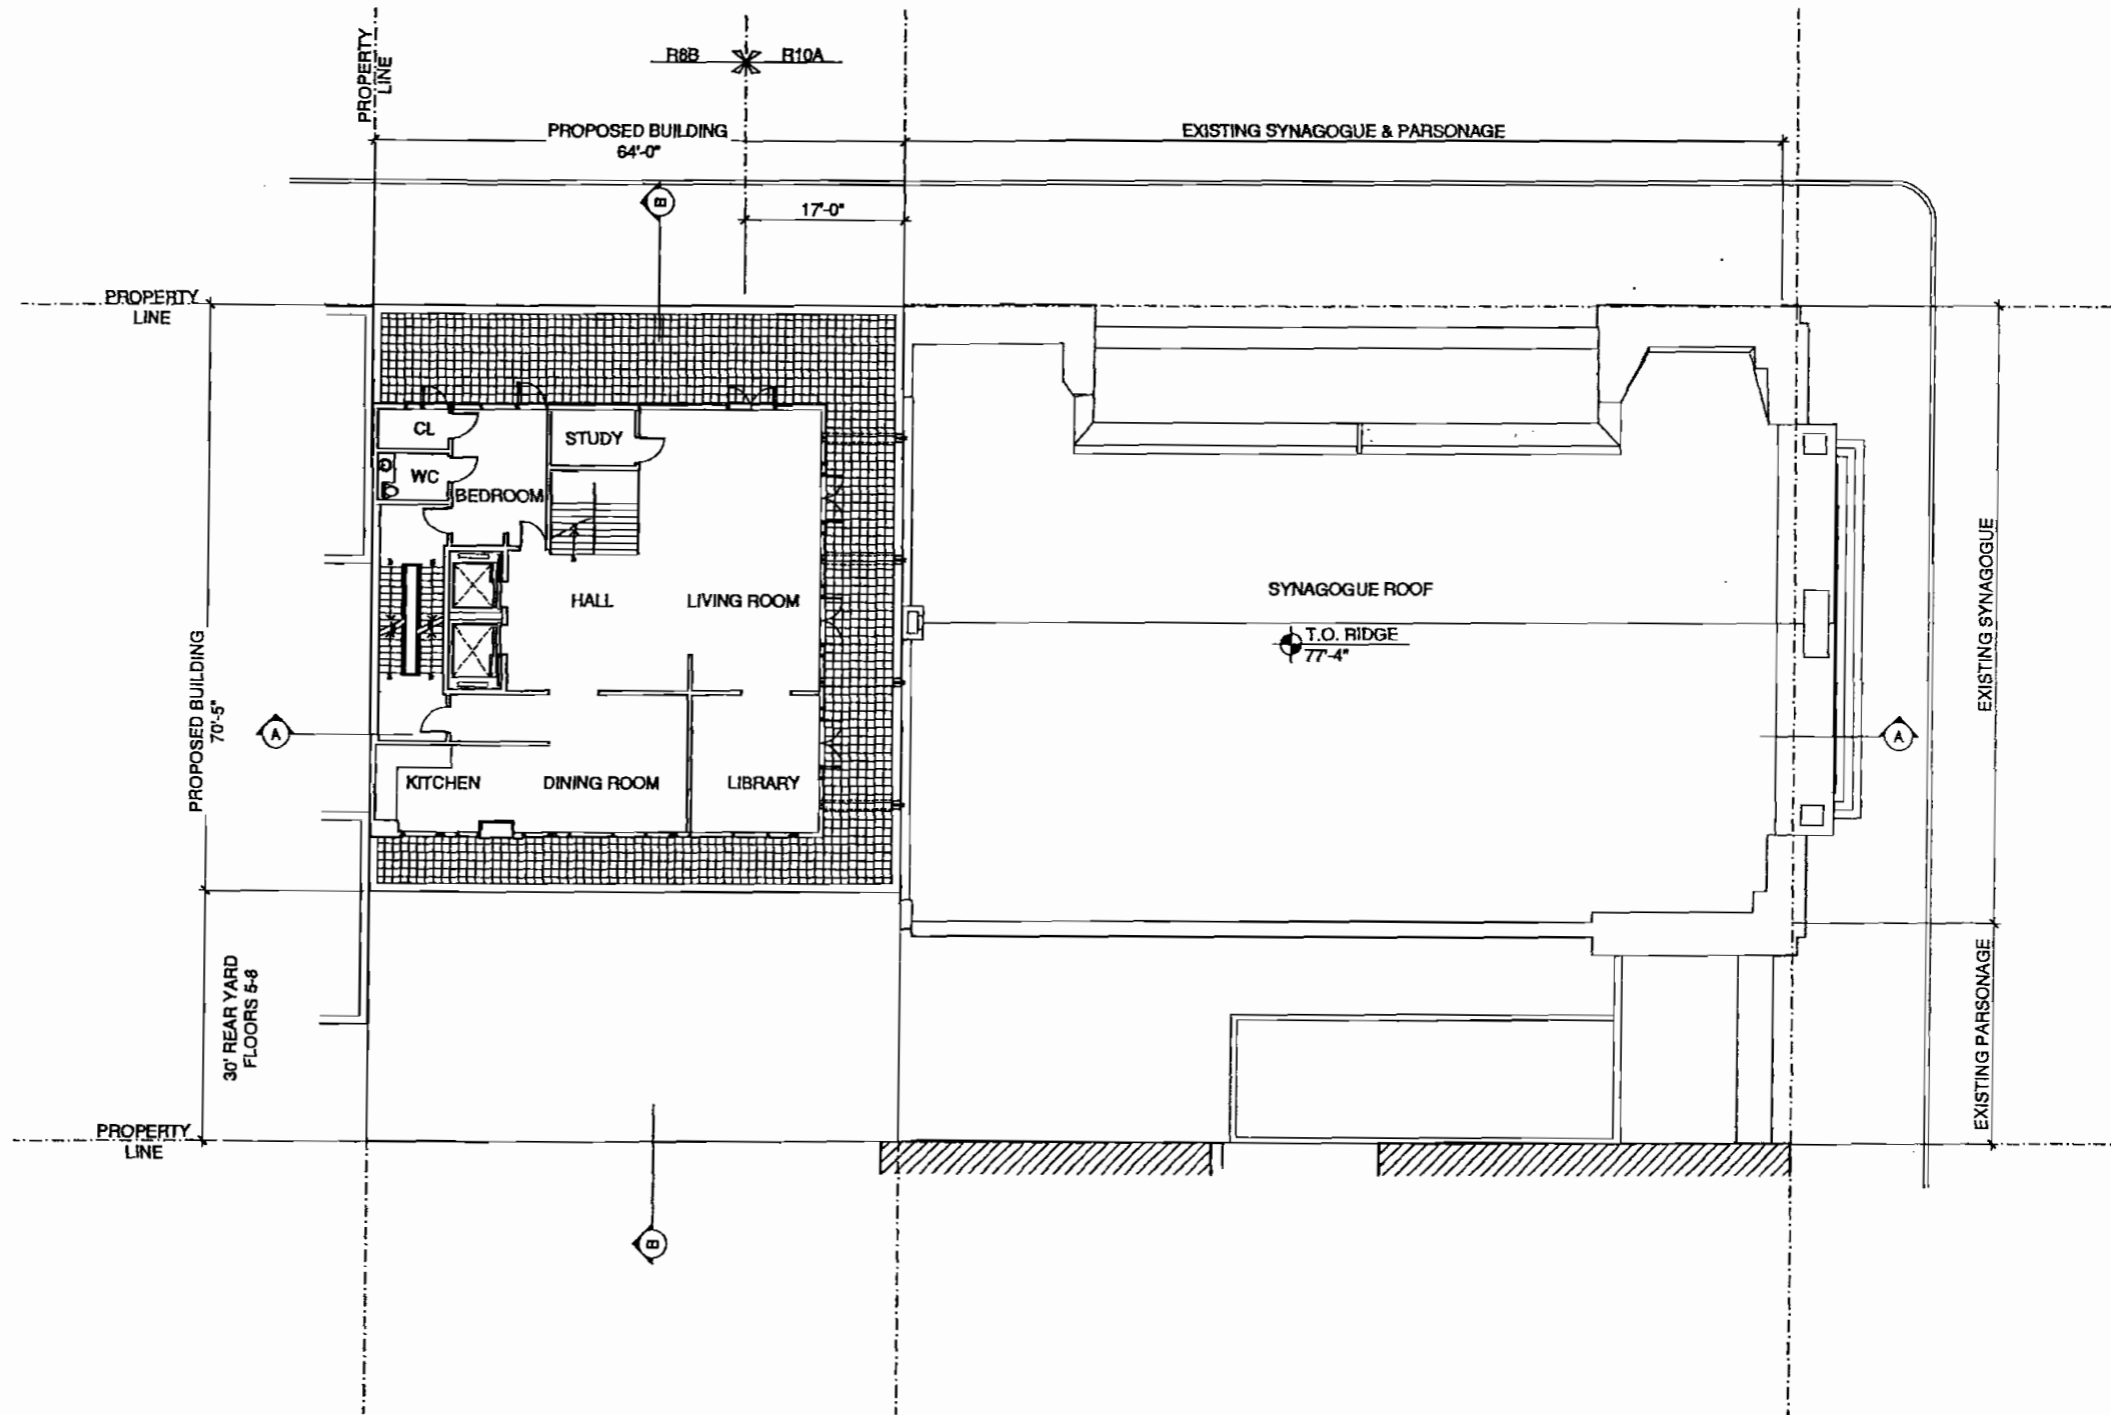 PROPERTY
LINE
R8B
R10A
PROPOSED BUILDING
64'-0"
EXISTING SYNAGOGUE & PARSONAGE
B
17'-0"
PROPERTY
LINE
CL
STUDY
WC
BEDROOM
HALL
LIVING ROOM
SYNAGOGUE ROOF
T.O. RIDGE
77'-4"
EXISTING SYNAGOGUE
PROPOSED BUILDING
70'-5"
A
A
KITCHEN
DINING ROOM
LIBRARY
30' REAR YARD
FLOORS 5-8
EXISTING PARSONAGE
PROPERTY
LINE
B